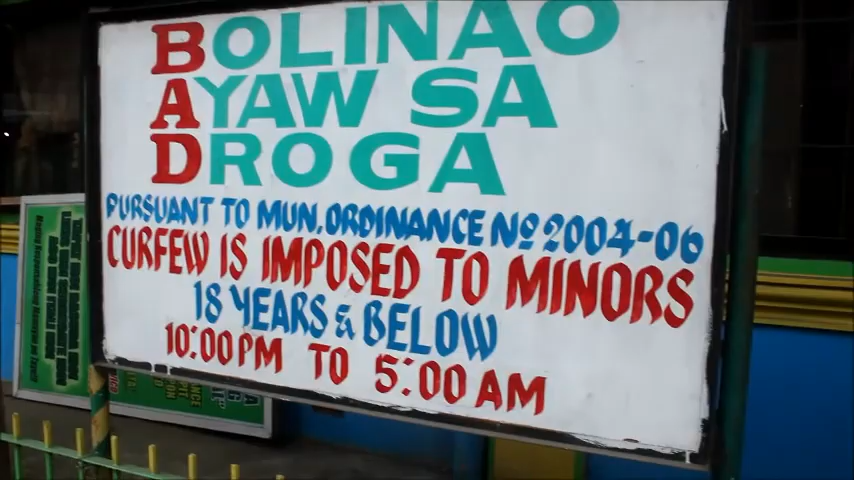 BOLINAO
AYAW SA
DROGA
PURSUANT TO MUN. ORDINANCE Nº 2004-06
CURFEW IS IMPOSED TO MINORS
18 YEARS & BELOW
10:00 PM TO 5:00 AM